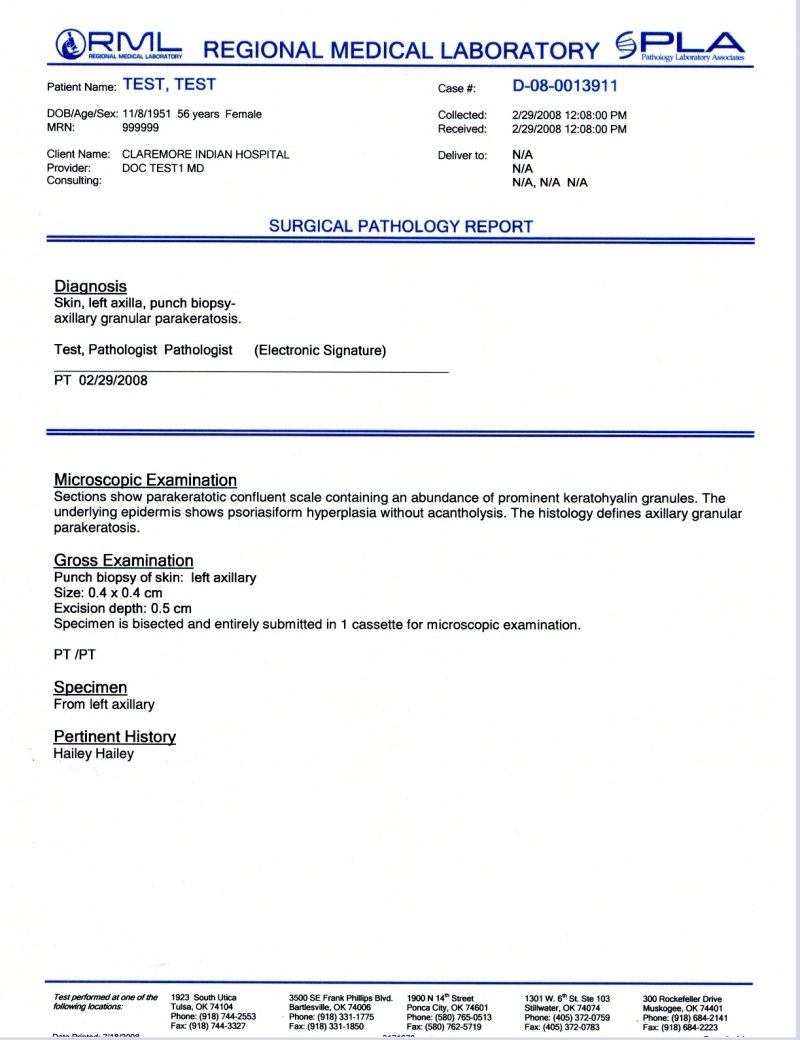 RML REGIONAL MEDICAL LABORATORY PLA
REGIONAL MEDICAL LABORATORY Pathology Laboratory Associates
Patient Name: TEST, TEST Case #: D-08-0013911
DOB/Age/Sex: 11/8/1951 56 years Female Collected: 2/29/2008 12:08:00 PM
MRN: 999999 Received: 2/29/2008 12:08:00 PM
Client Name: CLAREMORE INDIAN HOSPITAL Deliver to: N/A
Provider: DOC TEST1 MD N/A
Consulting: N/A, N/A N/A
SURGICAL PATHOLOGY REPORT
Diagnosis
Skin, left axilla, punch biopsy-
axillary granular parakeratosis.
Test, Pathologist Pathologist (Electronic Signature)
PT 02/29/2008
Microscopic Examination
Sections show parakeratotic confluent scale containing an abundance of prominent keratohyalin granules. The
underlying epidermis shows psoriasiform hyperplasia without acantholysis. The histology defines axillary granular
parakeratosis.
Gross Examination
Punch biopsy of skin: left axillary
Size: 0.4 x 0.4 cm
Excision depth: 0.5 cm
Specimen is bisected and entirely submitted in 1 cassette for microscopic examination.
PT /PT
Specimen
From left axillary
Pertinent History
Hailey Hailey
Test performed at one of the 1923 South Utica 3500 SE Frank Phillips Blvd. 1900 N 14th Street 1301 W. 6th St. Ste 103 300 Rockefeller Drive
following locations: Tulsa, OK 74104 Bartlesville, OK 74006 Ponca City, OK 74601 Stillwater, OK 74074 Muskogee, OK 74401
Phone: (918) 744-2553 Phone: (918) 331-1775 Phone: (580) 765-0513 Phone: (405) 372-0759 Phone: (918) 684-2141
Fax: (918) 744-3327 Fax: (918) 331-1850 Fax: (580) 762-5719 Fax: (405) 372-0783 Fax: (918) 684-2223